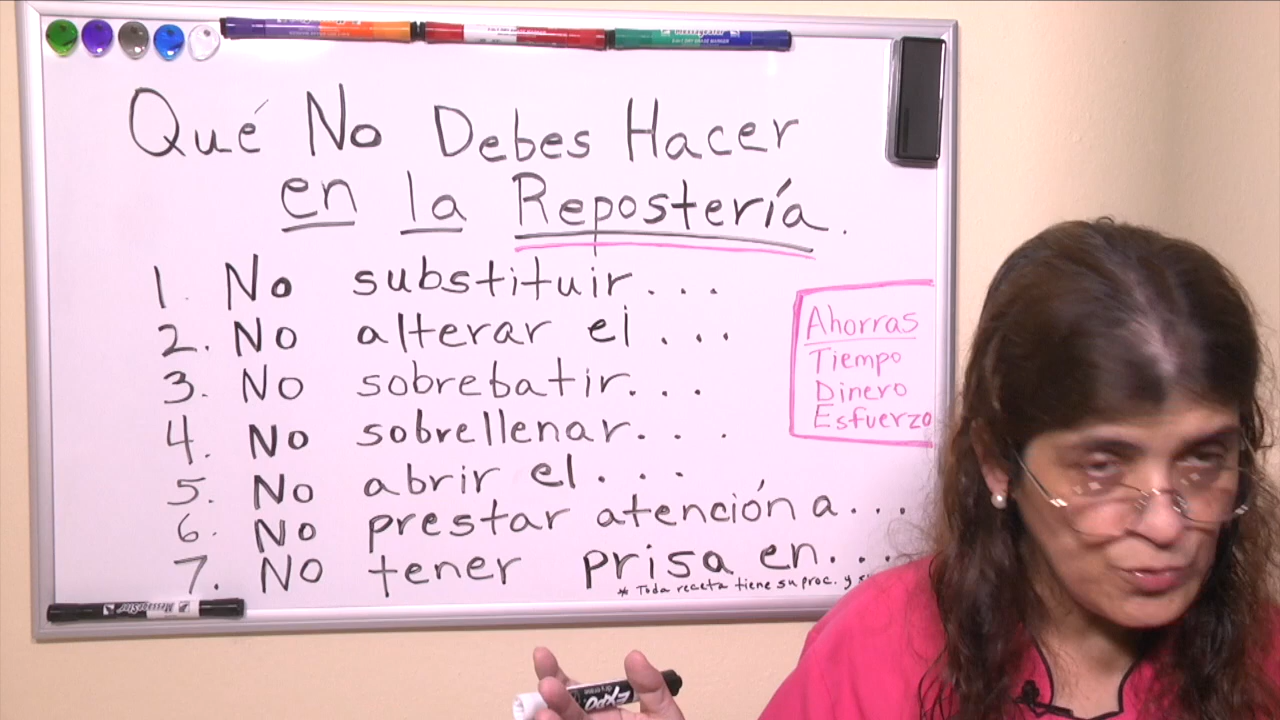 Qué No Debes Hacer
en la Repostería.
1. No substituir...
2. No alterar el...
3. No sobrebatir...
4. No sobrellenar...
5. No abrir el...
6. No prestar atención a...
7. No tener prisa en...
* Toda receta tiene su proc. y
Ahorras
Tiempo
Dinero
Esfuerzo
EXPO